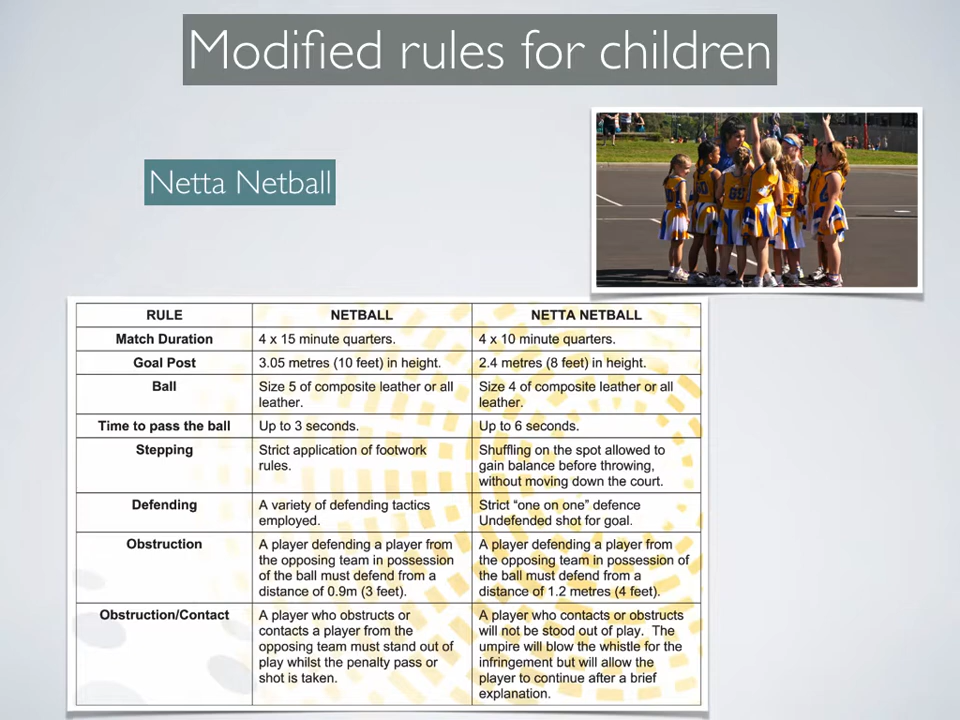 Modified rules for children
Netta Netball
RULE NETBALL NETTA NETBALL
Match Duration 4 x 15 minute quarters. 4 x 10 minute quarters.
Goal Post 3.05 metres (10 feet) in height. 2.4 metres (8 feet) in height.
Ball Size 5 of composite leather or all Size 4 of composite leather or all
leather. leather.
Time to pass the ball Up to 3 seconds. Up to 6 seconds.
Stepping Strict application of footwork Shuffling on the spot allowed to
rules. gain balance before throwing,
without moving down the court.
Defending A variety of defending tactics Strict “one on one” defence
employed. Undefended shot for goal.
Obstruction A player defending a player from A player defending a player from
the opposing team in possession the opposing team in possession of
of the ball must defend from a the ball must defend from a
distance of 0.9m (3 feet). distance of 1.2 metres (4 feet).
Obstruction/Contact A player who obstructs or A player who contacts or obstructs
contacts a player from the will not be stood out of play. The
opposing team must stand out of umpire will blow the whistle for the
play whilst the penalty pass or infringement but will allow the
shot is taken. player to continue after a brief
explanation.